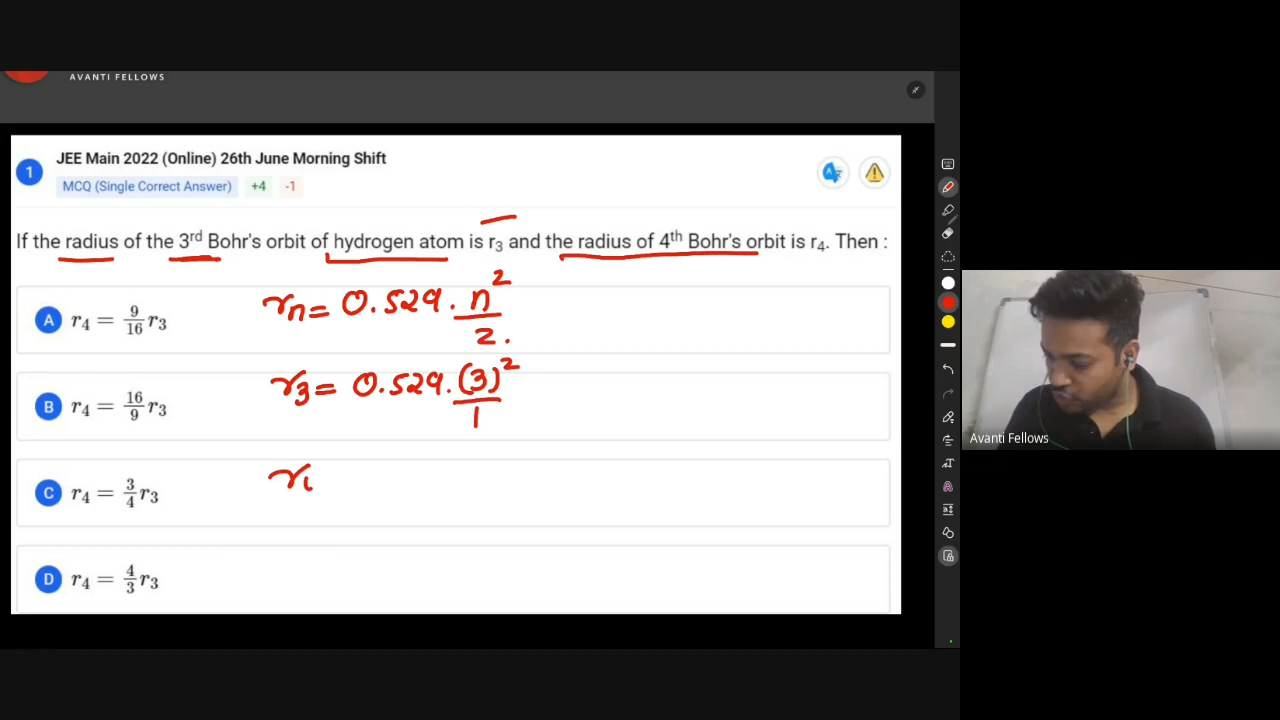 AVANTI FELLOWS
1
JEE Main 2022 (Online) 26th June Morning Shift
MCQ (Single Correct Answer) +4 -1
If the radius of the 3rd Bohr's orbit of hydrogen atom is r₃ and the radius of 4th Bohr's orbit is r₄. Then :
A r₄ = 9/16 r₃
rn = 0.529 . n²/z.
B r₄ = 16/9 r₃
r₃ = 0.529 . (3)²/1
C r₄ = 3/4 r₃
D r₄ = 4/3 r₃
Avanti Fellows